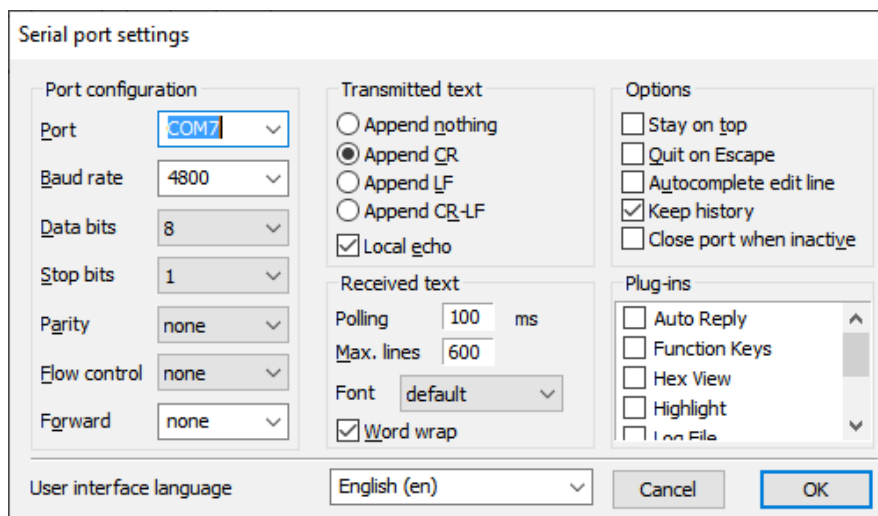 Serial port settings
Port configuration
Port COM7
Baud rate 4800
Data bits 8
Stop bits 1
Parity none
Flow control none
Forward none
Transmitted text
Append nothing
Append CR
Append LF
Append CR-LF
Local echo
Received text
Polling 100 ms
Max. lines 600
Font default
Word wrap
Options
Stay on top
Quit on Escape
Autocomplete edit line
Keep history
Close port when inactive
Plug-ins
Auto Reply
Function Keys
Hex View
Highlight
Log File
User interface language English (en) Cancel OK